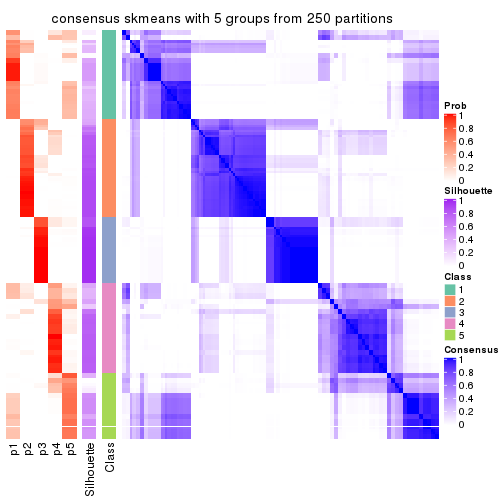 consensus skmeans with 5 groups from 250 partitions
Prob
1
0.8
0.6
0.4
0.2
0
Silhouette
1
0.8
0.6
0.4
0.2
0
Class
1
2
3
4
5
Consensus
1
0.8
0.6
0.4
0.2
0
p1
p2
p3
p4
p5
Silhouette
Class